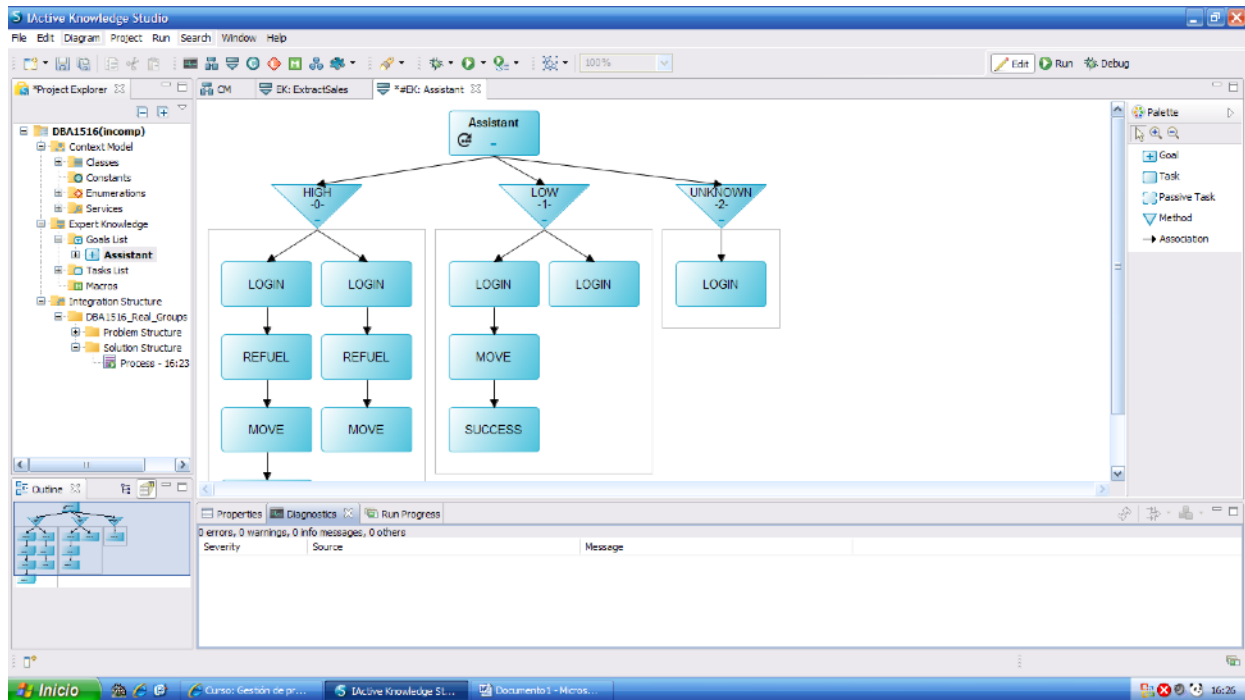 IActive Knowledge Studio
File Edit Diagram Project Run Search Window Help
100%
Edit Run Debug
*Project Explorer
CM
EK: ExtractSales
*#EK: Assistant
Palette
DBA1516(incomp)
Context Model
Classes
Constants
Enumerations
Services
Expert Knowledge
Goals List
Assistant
Tasks List
Macros
Integration Structure
DBA1516_Real_Groups
Problem Structure
Solution Structure
Process - 16:23
Assistant
HIGH
-0-
LOW
-1-
UNKNOWN
-2-
LOGIN LOGIN LOGIN LOGIN LOGIN
REFUEL REFUEL MOVE
MOVE MOVE SUCCESS
Goal
Task
Passive Task
Method
Association
Outline
Properties Diagnostics Run Progress
0 errors, 0 warnings, 0 info messages, 0 others
Severity Source Message
Inicio
Curso: Gestión de pr...
IActive Knowledge St...
Documento1 - Micros...
16:26